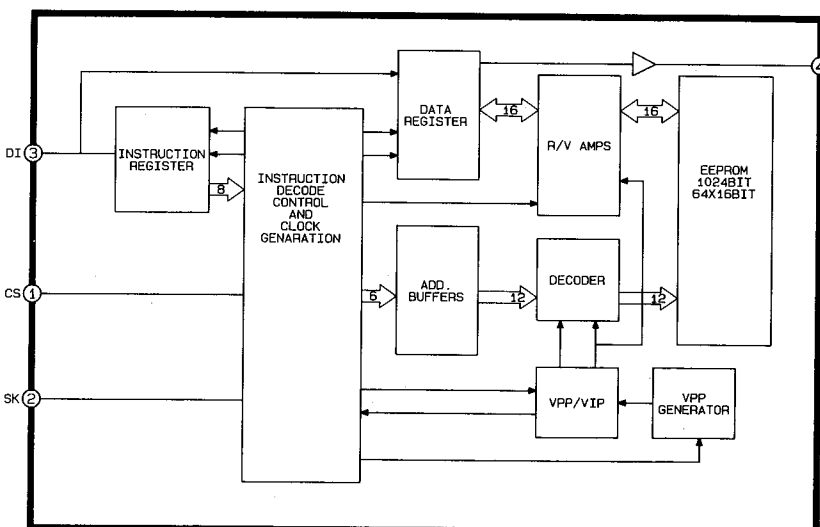 DI 3
CS 1
SK 2
4
INSTRUCTION
REGISTER
8
INSTRUCTION
DECODE
CONTROL
AND
CLOCK
GENARATION
DATA
REGISTER
16
R/V AMPS
16
EEPROM
1024BIT
64X16BIT
6
ADD.
BUFFERS
12
DECODER
12
VPP/VIP
VPP
GENERATOR